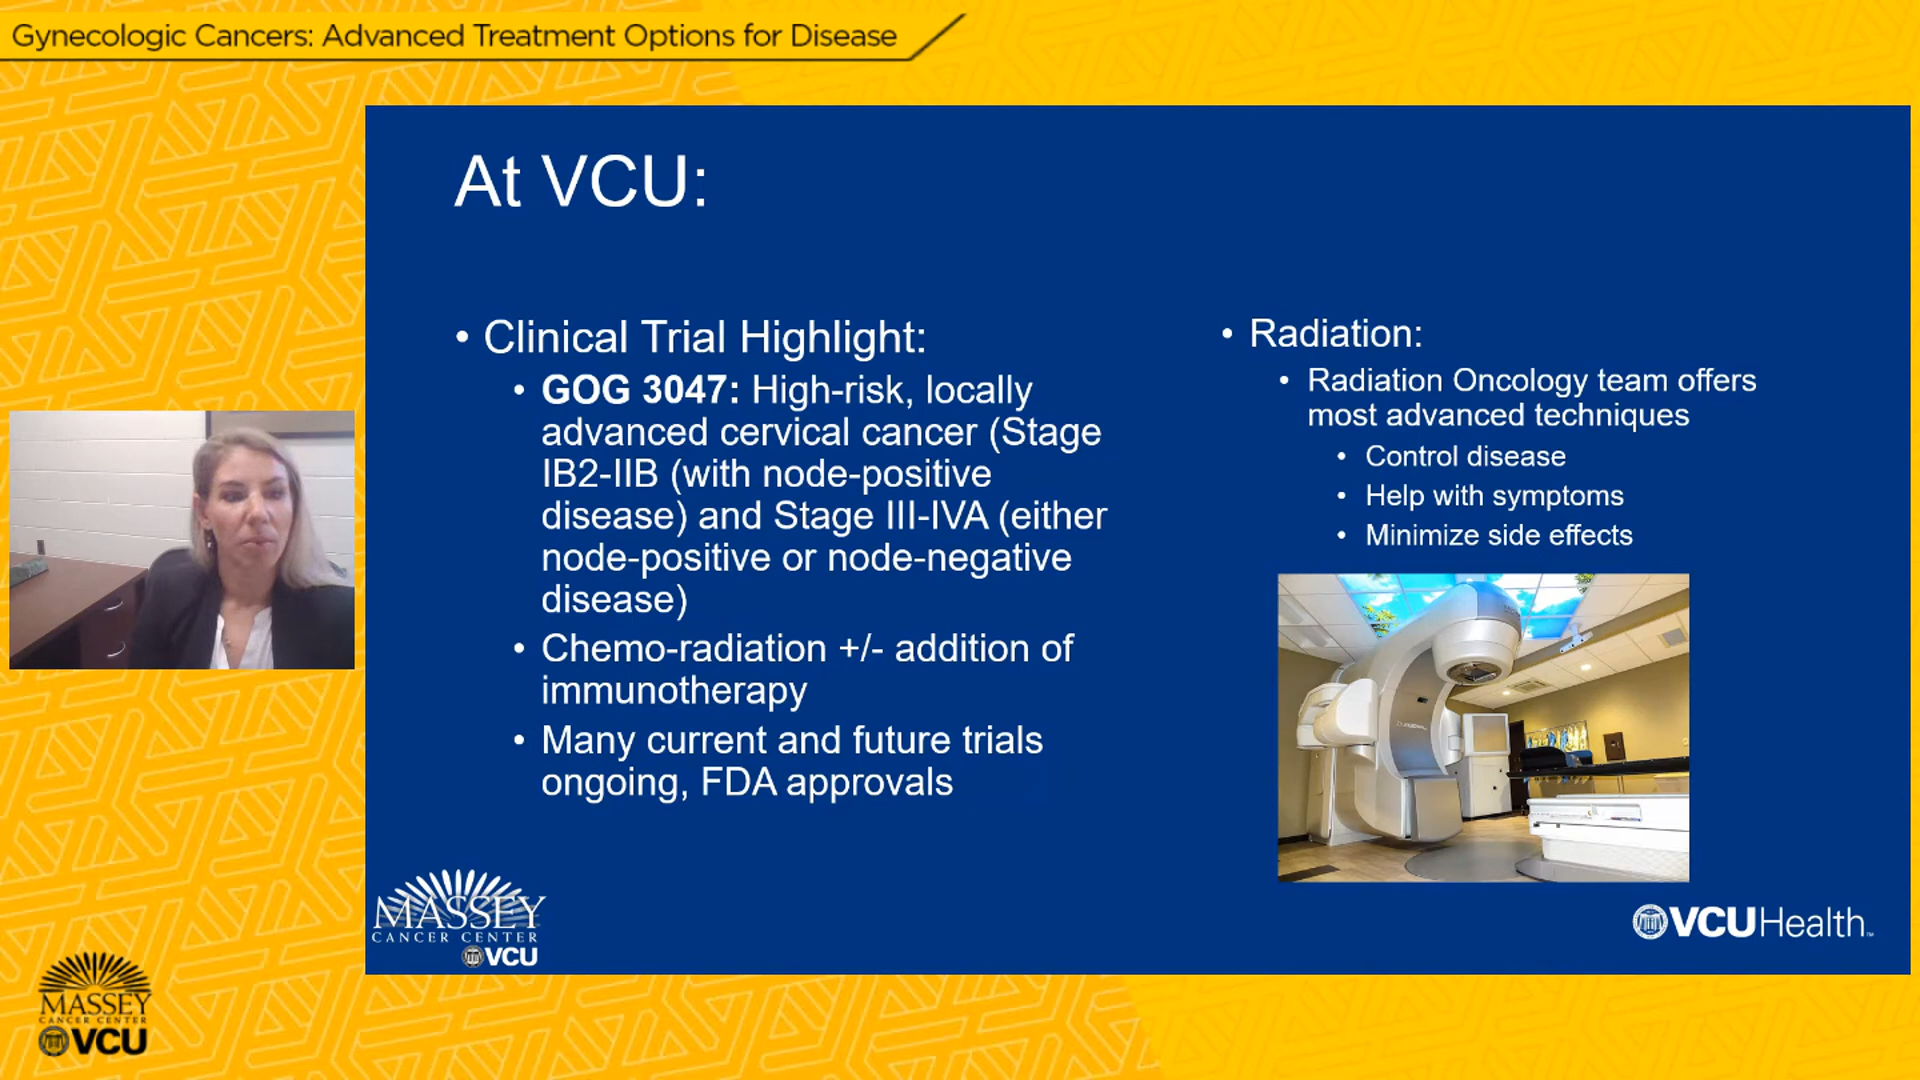 Gynecologic Cancers: Advanced Treatment Options for Disease
At VCU:
• Clinical Trial Highlight:
• GOG 3047: High-risk, locally
advanced cervical cancer (Stage
IB2-IIB (with node-positive
disease) and Stage III-IVA (either
node-positive or node-negative
disease)
• Chemo-radiation +/- addition of
immunotherapy
• Many current and future trials
ongoing, FDA approvals
• Radiation:
• Radiation Oncology team offers
most advanced techniques
• Control disease
• Help with symptoms
• Minimize side effects
MASSEY
CANCER CENTER
VCU
VCUHealth™
MASSEY
CANCER CENTER
VCU